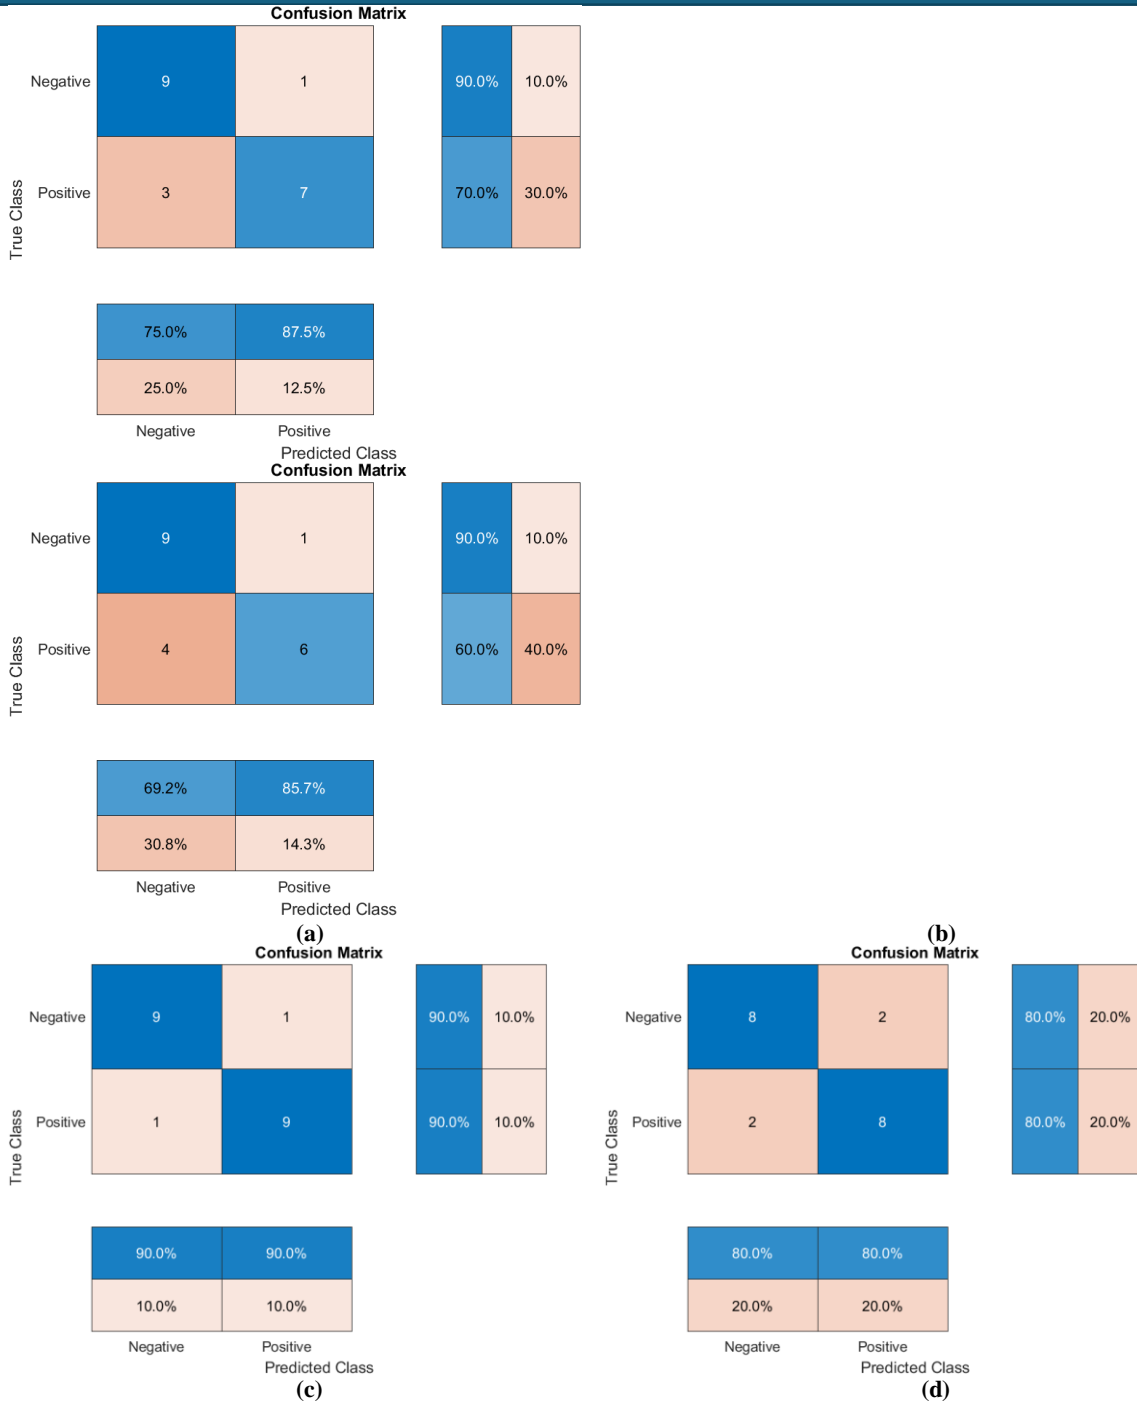 Confusion Matrix
Negative 9 1 90.0% 10.0%
Positive 3 7 70.0% 30.0%
True Class
75.0% 87.5%
25.0% 12.5%
Negative Positive
Predicted Class
Confusion Matrix
Negative 9 1 90.0% 10.0%
Positive 4 6 60.0% 40.0%
True Class
69.2% 85.7%
30.8% 14.3%
Negative Positive
Predicted Class
(a) (b)
Confusion Matrix
Negative 9 1 90.0% 10.0%
Positive 1 9 90.0% 10.0%
True Class
90.0% 90.0%
10.0% 10.0%
Negative Positive
Predicted Class
(c)
Confusion Matrix
Negative 8 2 80.0% 20.0%
Positive 2 8 80.0% 20.0%
True Class
80.0% 80.0%
20.0% 20.0%
Negative Positive
Predicted Class
(d)